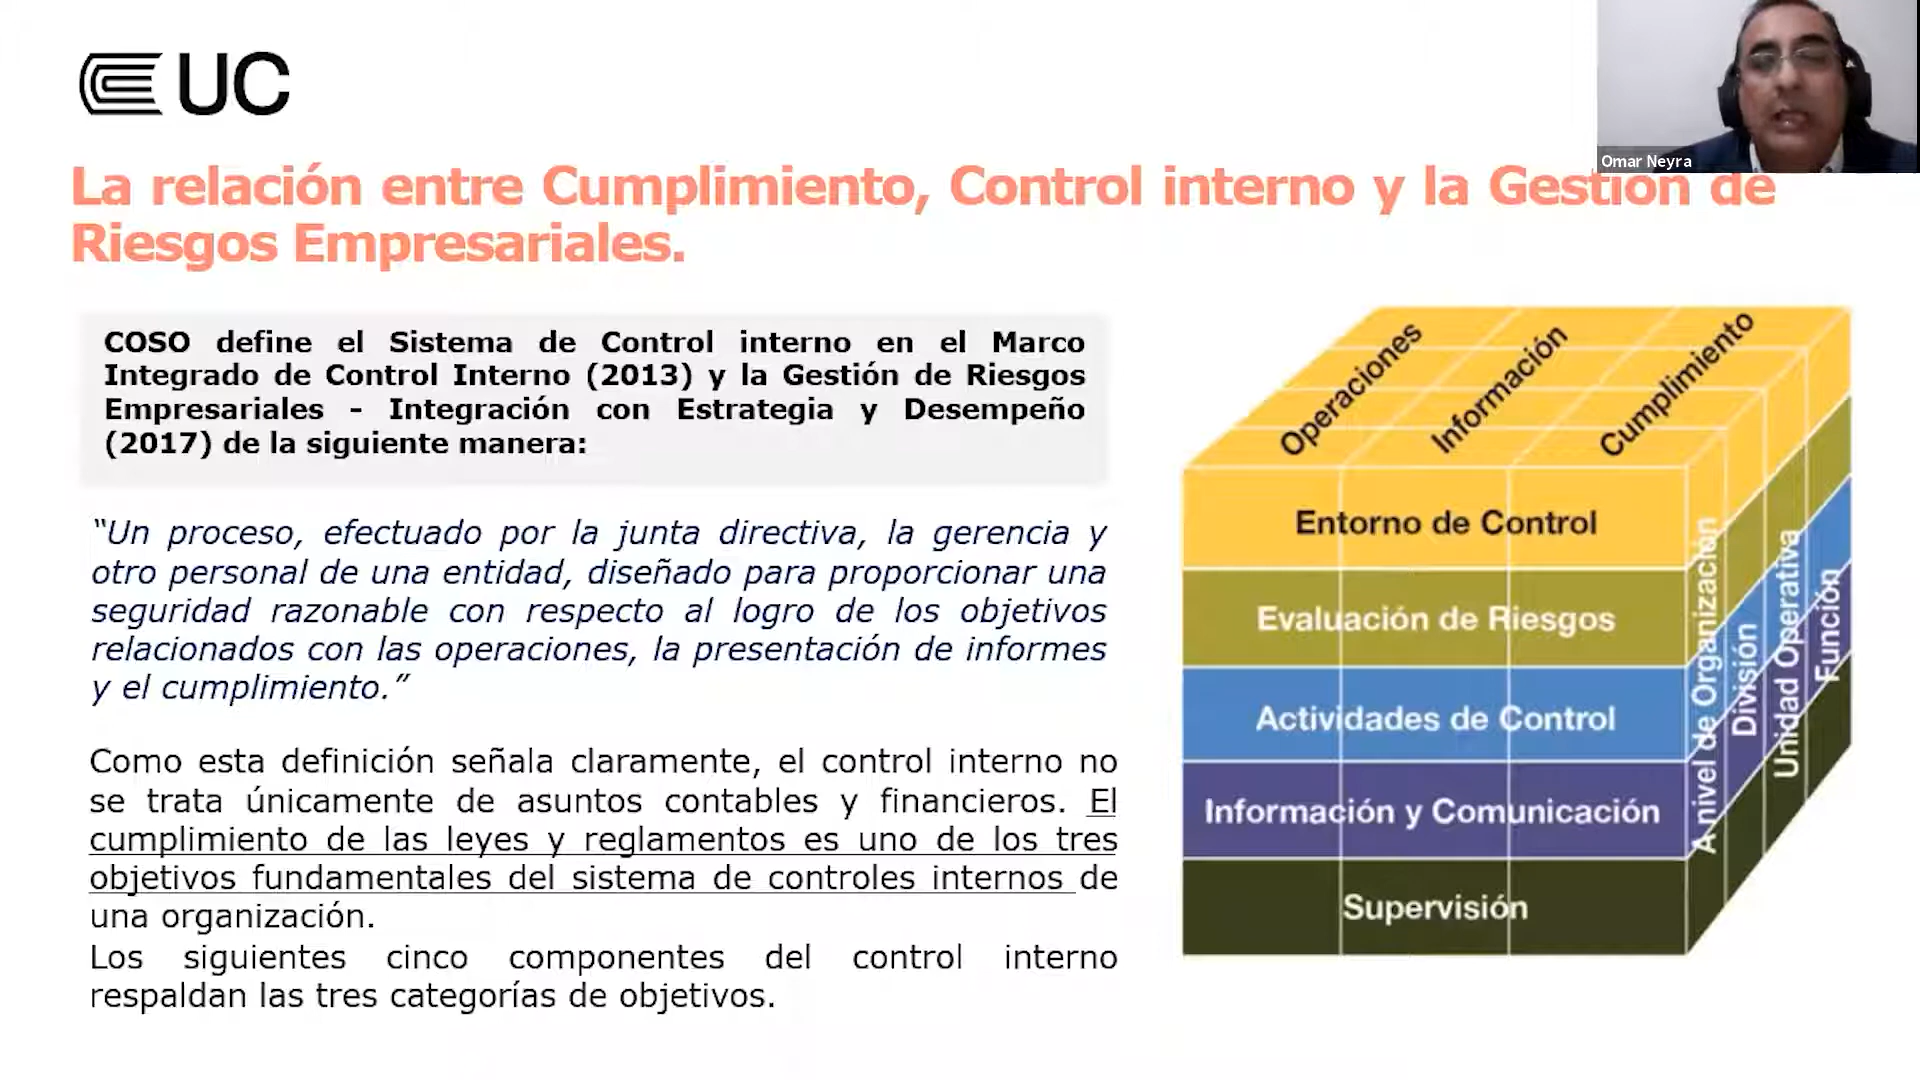 UC
Omar Neyra
La relación entre Cumplimiento, Control interno y la Gestión de
Riesgos Empresariales.
COSO define el Sistema de Control interno en el Marco
Integrado de Control Interno (2013) y la Gestión de Riesgos
Empresariales - Integración con Estrategia y Desempeño
(2017) de la siguiente manera:
“Un proceso, efectuado por la junta directiva, la gerencia y
otro personal de una entidad, diseñado para proporcionar una
seguridad razonable con respecto al logro de los objetivos
relacionados con las operaciones, la presentación de informes
y el cumplimiento.”
Como esta definición señala claramente, el control interno no
se trata únicamente de asuntos contables y financieros. El
cumplimiento de las leyes y reglamentos es uno de los tres
objetivos fundamentales del sistema de controles internos de
una organización.
Los siguientes cinco componentes del control interno
respaldan las tres categorías de objetivos.
Operaciones
Información
Cumplimiento
Entorno de Control
Evaluación de Riesgos
Actividades de Control
Información y Comunicación
Supervisión
A nivel de Organización
División
Unidad Operativa
Función